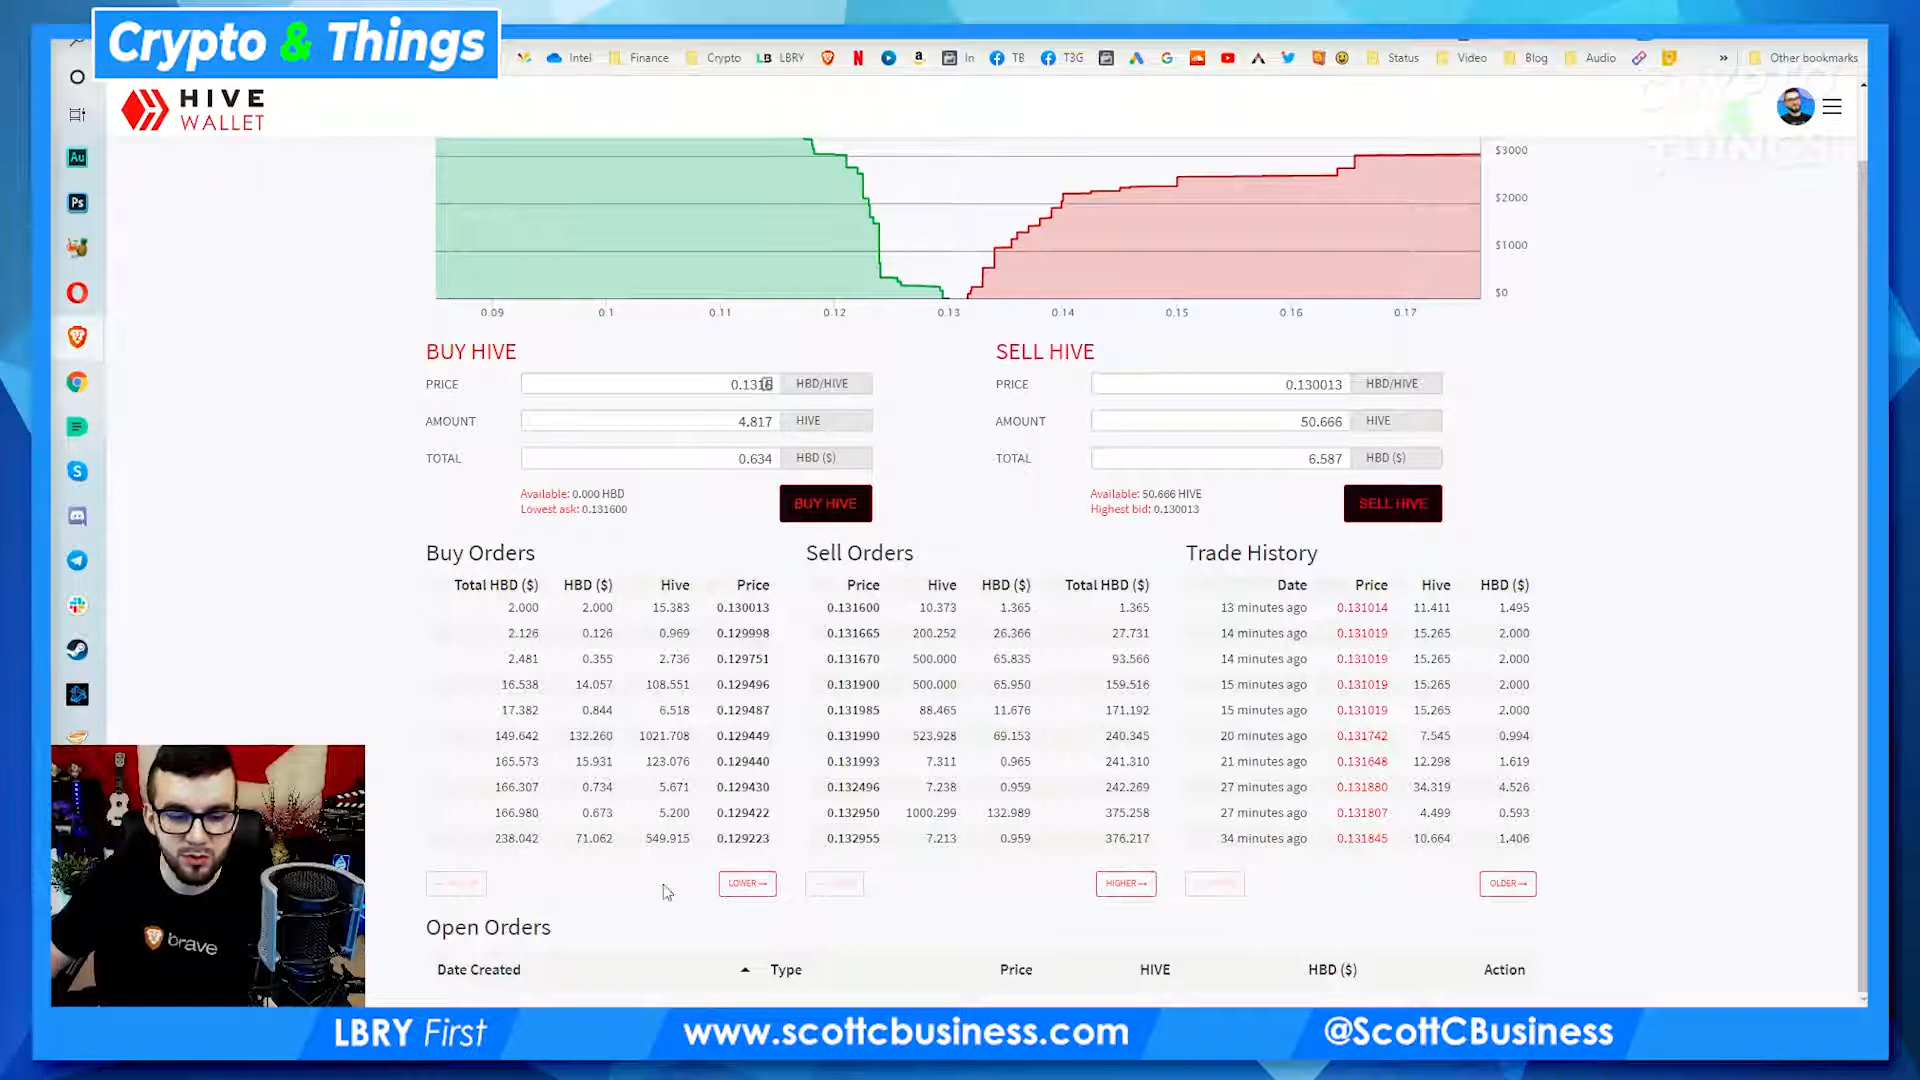 Crypto & Things
Intel Finance Crypto LB LBRY In TB T3G Status Video Blog Audio » Other bookmarks
HIVE
WALLET
Au
Ps
$3000
$2000
$1000
$0
0.09 0.1 0.11 0.12 0.13 0.14 0.15 0.16 0.17
BUY HIVE SELL HIVE
PRICE 0.1316 HBD/HIVE PRICE 0.130013 HBD/HIVE
AMOUNT 4.817 HIVE AMOUNT 50.666 HIVE
TOTAL 0.634 HBD ($) TOTAL 6.587 HBD ($)
Available: 0.000 HBD BUY HIVE Available: 50.666 HIVE SELL HIVE
Lowest ask: 0.131600 Highest bid: 0.130013
Buy Orders Sell Orders Trade History
Total HBD ($) HBD ($) Hive Price Price Hive HBD ($) Total HBD ($) Date Price Hive HBD ($)
2.000 2.000 15.383 0.130013 0.131600 10.373 1.365 1.365 13 minutes ago 0.131014 11.411 1.495
2.126 0.126 0.969 0.129998 0.131665 200.252 26.366 27.731 14 minutes ago 0.131019 15.265 2.000
2.481 0.355 2.736 0.129751 0.131670 500.000 65.835 93.566 14 minutes ago 0.131019 15.265 2.000
16.538 14.057 108.551 0.129496 0.131900 500.000 65.950 159.516 15 minutes ago 0.131019 15.265 2.000
17.382 0.844 6.518 0.129487 0.131985 88.465 11.676 171.192 15 minutes ago 0.131019 15.265 2.000
149.642 132.260 1021.708 0.129449 0.131990 523.928 69.153 240.345 20 minutes ago 0.131742 7.545 0.994
165.573 15.931 123.076 0.129440 0.131993 7.311 0.965 241.310 21 minutes ago 0.131648 12.298 1.619
166.307 0.734 5.671 0.129430 0.132496 7.238 0.959 242.269 27 minutes ago 0.131880 34.319 4.526
166.980 0.673 5.200 0.129422 0.132950 1000.299 132.989 375.258 27 minutes ago 0.131807 4.499 0.593
238.042 71.062 549.915 0.129223 0.132955 7.213 0.959 376.217 34 minutes ago 0.131845 10.664 1.406
LOWER→ HIGHER→ OLDER→
Open Orders
Date Created Type Price HIVE HBD ($) Action
brave
LBRY First www.scottcbusiness.com @ScottCBusiness